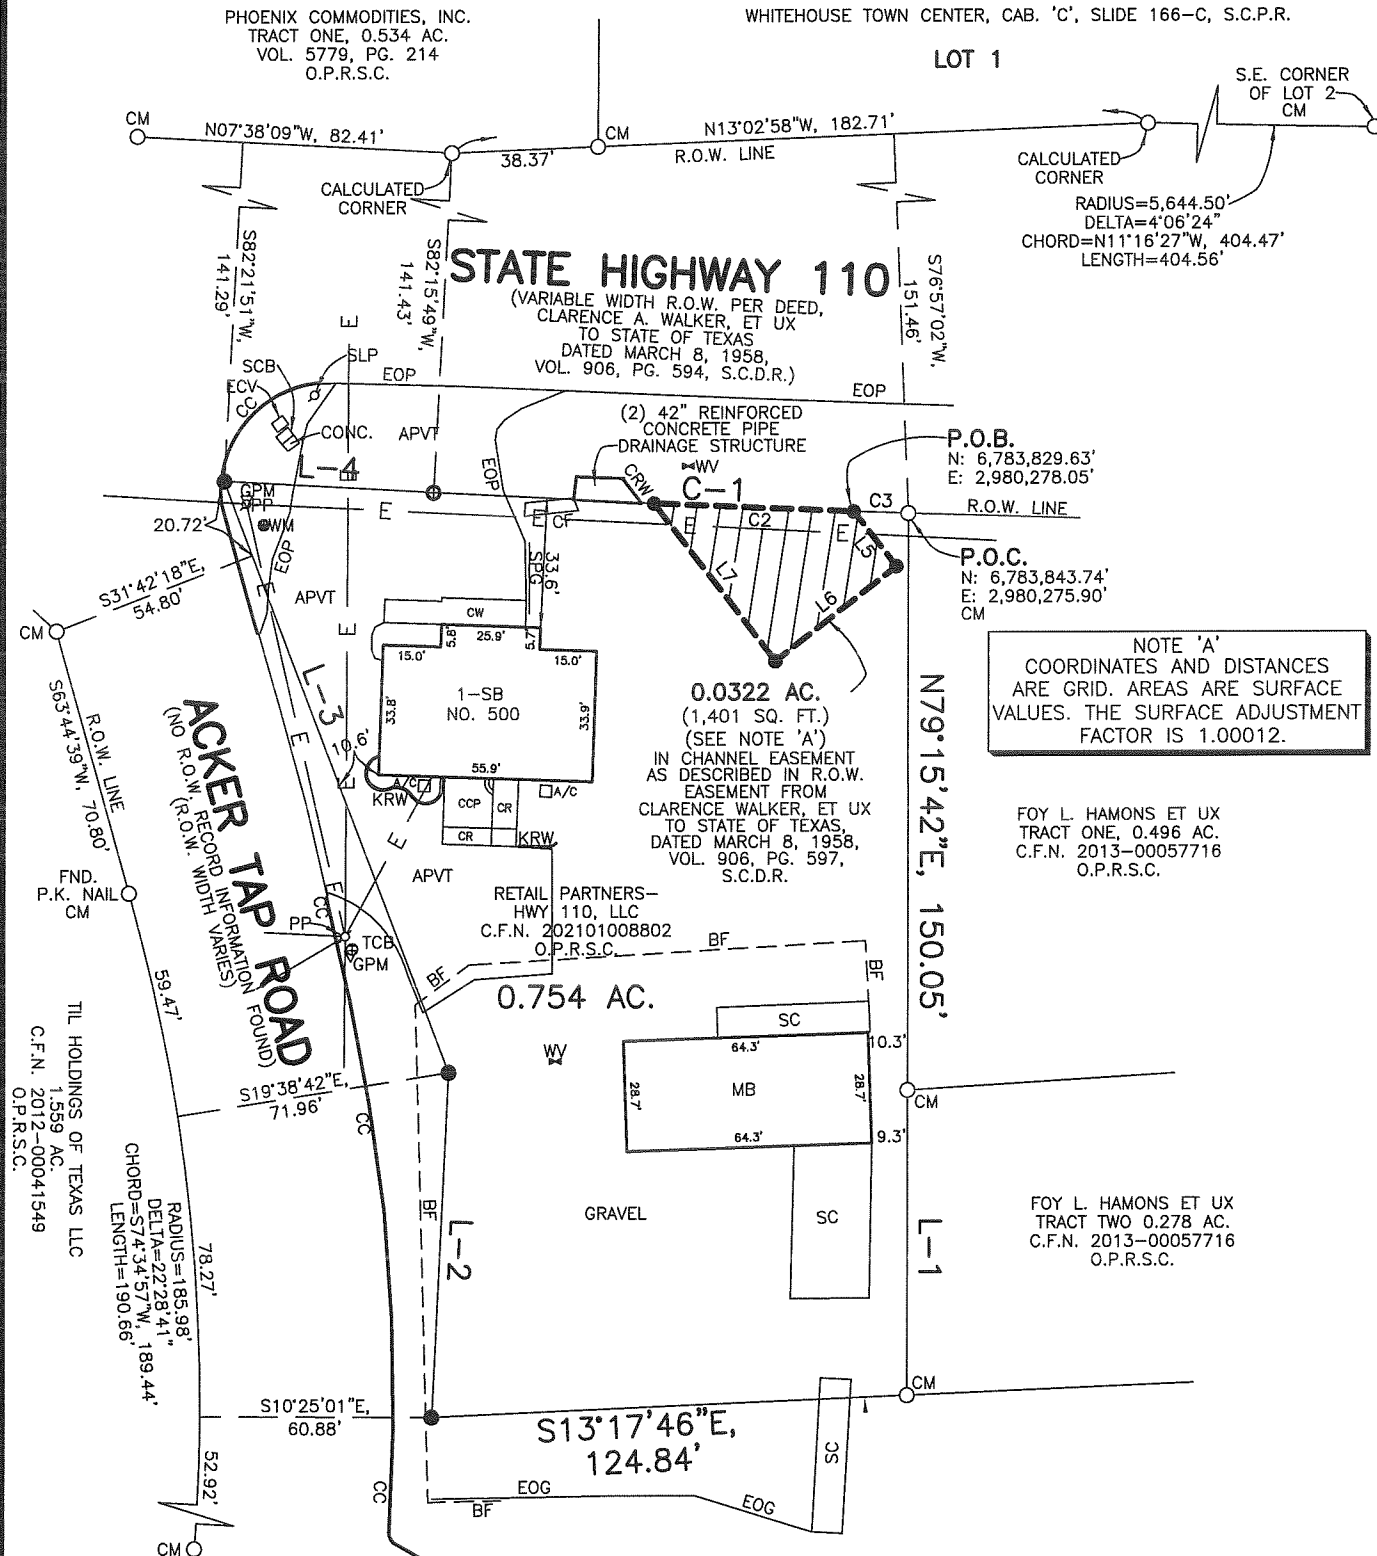 PHOENIX COMMODITIES, INC.
TRACT ONE, 0.534 AC.
VOL. 5779, PG. 214
O.P.R.S.C.
WHITEHOUSE TOWN CENTER, CAB. 'C', SLIDE 166-C, S.C.P.R.
LOT 1
S.E. CORNER
OF LOT 2
CM
CM
N07°38'09"W, 82.41'
38.37'
CM
N13°02'58"W, 182.71'
R.O.W. LINE
CALCULATED
CORNER
CALCULATED
CORNER
RADIUS=5,644.50'
DELTA=4°06'24"
CHORD=N11°16'27"W, 404.47'
LENGTH=404.56'
S82°21'51"W,
141.29'
S82°15'49"W,
141.43'
S76°57'02"W,
151.46'
STATE HIGHWAY 110
(VARIABLE WIDTH R.O.W. PER DEED,
CLARENCE A. WALKER, ET UX
TO STATE OF TEXAS
DATED MARCH 8, 1958,
VOL. 906, PG. 594, S.C.D.R.)
E
E
SLP
SCB
ECV
CC
CONC.
EOP
EOP
APVT
L-4
EOP
(2) 42" REINFORCED
CONCRETE PIPE
DRAINAGE STRUCTURE
WV
CRW
C-1
P.O.B.
N: 6,783,829.63'
E: 2,980,278.05'
C3
R.O.W. LINE
P.O.C.
N: 6,783,843.74'
E: 2,980,275.90'
CM
GPM
PP
WM
20.72'
E
E
CF
E
C2
E
L5
L6
L7
EOP
S31°42'18"E,
54.80'
CM
E
APVT
33.6'
SPG
CW
5.8'
25.9'
5.7'
15.0'
15.0'
1-SB
NO. 500
33.8'
33.9'
55.9'
E
L-3
10.6'
E
E
A/C
KRW
CCP
CR
CR
A/C
KRW
E
APVT
0.0322 AC.
(1,401 SQ. FT.)
(SEE NOTE 'A')
IN CHANNEL EASEMENT
AS DESCRIBED IN R.O.W.
EASEMENT FROM
CLARENCE WALKER, ET UX
TO STATE OF TEXAS,
DATED MARCH 8, 1958,
VOL. 906, PG. 597,
S.C.D.R.
NOTE 'A'
COORDINATES AND DISTANCES
ARE GRID. AREAS ARE SURFACE
VALUES. THE SURFACE ADJUSTMENT
FACTOR IS 1.00012.
N79°15'42"E, 150.05'
FOY L. HAMONS ET UX
TRACT ONE, 0.496 AC.
C.F.N. 2013-00057716
O.P.R.S.C.
S63°44'39"W, 70.80'
R.O.W. LINE
ACKER TAP ROAD
(NO R.O.W. RECORD INFORMATION FOUND)
(R.O.W. WIDTH VARIES)
FND.
P.K. NAIL
CM
E
CC
PP
TCB
GPM
RETAIL PARTNERS-
HWY 110, LLC
C.F.N. 202101008802
O.P.R.S.C.
BF
BF
BF
0.754 AC.
59.47'
WV
SC
64.3'
10.3'
28.7'
MB
28.7'
64.3'
9.3'
CM
TIL HOLDINGS OF TEXAS LLC
1.559 AC.
C.F.N. 2012-00041549
O.P.R.S.C.
S19°38'42"E,
71.96'
CC
RADIUS=185.98'
DELTA=22°28'41"
CHORD=S74°34'57"W, 189.44'
LENGTH=190.66'
78.27'
BF
L-2
GRAVEL
SC
L-1
FOY L. HAMONS ET UX
TRACT TWO 0.278 AC.
C.F.N. 2013-00057716
O.P.R.S.C.
S10°25'01"E,
60.88'
CM
S13°17'46"E,
124.84'
SC
52.92'
CC
EOG
BF
EOG
CM